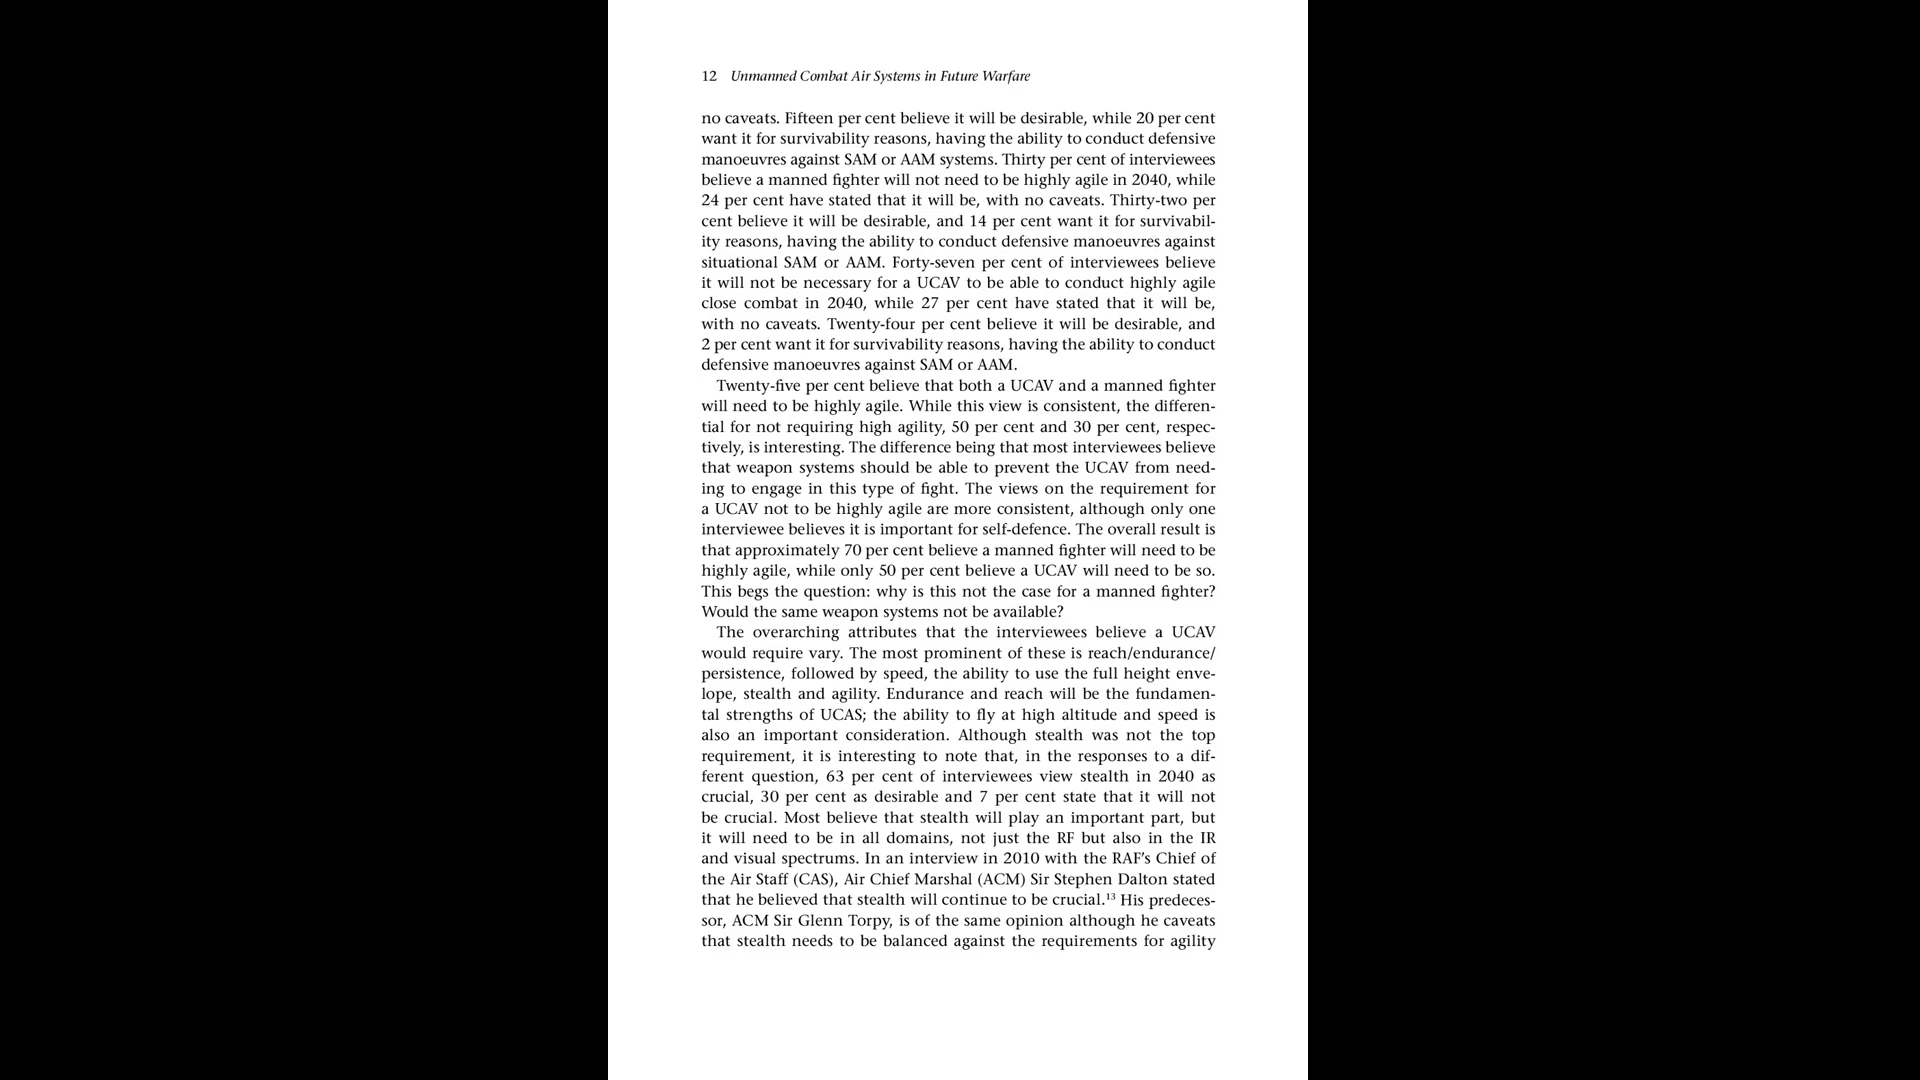 12 Unmanned Combat Air Systems in Future Warfare
no caveats. Fifteen per cent believe it will be desirable, while 20 per cent
want it for survivability reasons, having the ability to conduct defensive
manoeuvres against SAM or AAM systems. Thirty per cent of interviewees
believe a manned fighter will not need to be highly agile in 2040, while
24 per cent have stated that it will be, with no caveats. Thirty-two per
cent believe it will be desirable, and 14 per cent want it for survivabil-
ity reasons, having the ability to conduct defensive manoeuvres against
situational SAM or AAM. Forty-seven per cent of interviewees believe
it will not be necessary for a UCAV to be able to conduct highly agile
close combat in 2040, while 27 per cent have stated that it will be,
with no caveats. Twenty-four per cent believe it will be desirable, and
2 per cent want it for survivability reasons, having the ability to conduct
defensive manoeuvres against SAM or AAM.
Twenty-five per cent believe that both a UCAV and a manned fighter
will need to be highly agile. While this view is consistent, the differen-
tial for not requiring high agility, 50 per cent and 30 per cent, respec-
tively, is interesting. The difference being that most interviewees believe
that weapon systems should be able to prevent the UCAV from need-
ing to engage in this type of fight. The views on the requirement for
a UCAV not to be highly agile are more consistent, although only one
interviewee believes it is important for self-defence. The overall result is
that approximately 70 per cent believe a manned fighter will need to be
highly agile, while only 50 per cent believe a UCAV will need to be so.
This begs the question: why is this not the case for a manned fighter?
Would the same weapon systems not be available?
The overarching attributes that the interviewees believe a UCAV
would require vary. The most prominent of these is reach/endurance/
persistence, followed by speed, the ability to use the full height enve-
lope, stealth and agility. Endurance and reach will be the fundamen-
tal strengths of UCAS; the ability to fly at high altitude and speed is
also an important consideration. Although stealth was not the top
requirement, it is interesting to note that, in the responses to a dif-
ferent question, 63 per cent of interviewees view stealth in 2040 as
crucial, 30 per cent as desirable and 7 per cent state that it will not
be crucial. Most believe that stealth will play an important part, but
it will need to be in all domains, not just the RF but also in the IR
and visual spectrums. In an interview in 2010 with the RAF's Chief of
the Air Staff (CAS), Air Chief Marshal (ACM) Sir Stephen Dalton stated
that he believed that stealth will continue to be crucial.13 His predeces-
sor, ACM Sir Glenn Torpy, is of the same opinion although he caveats
that stealth needs to be balanced against the requirements for agility